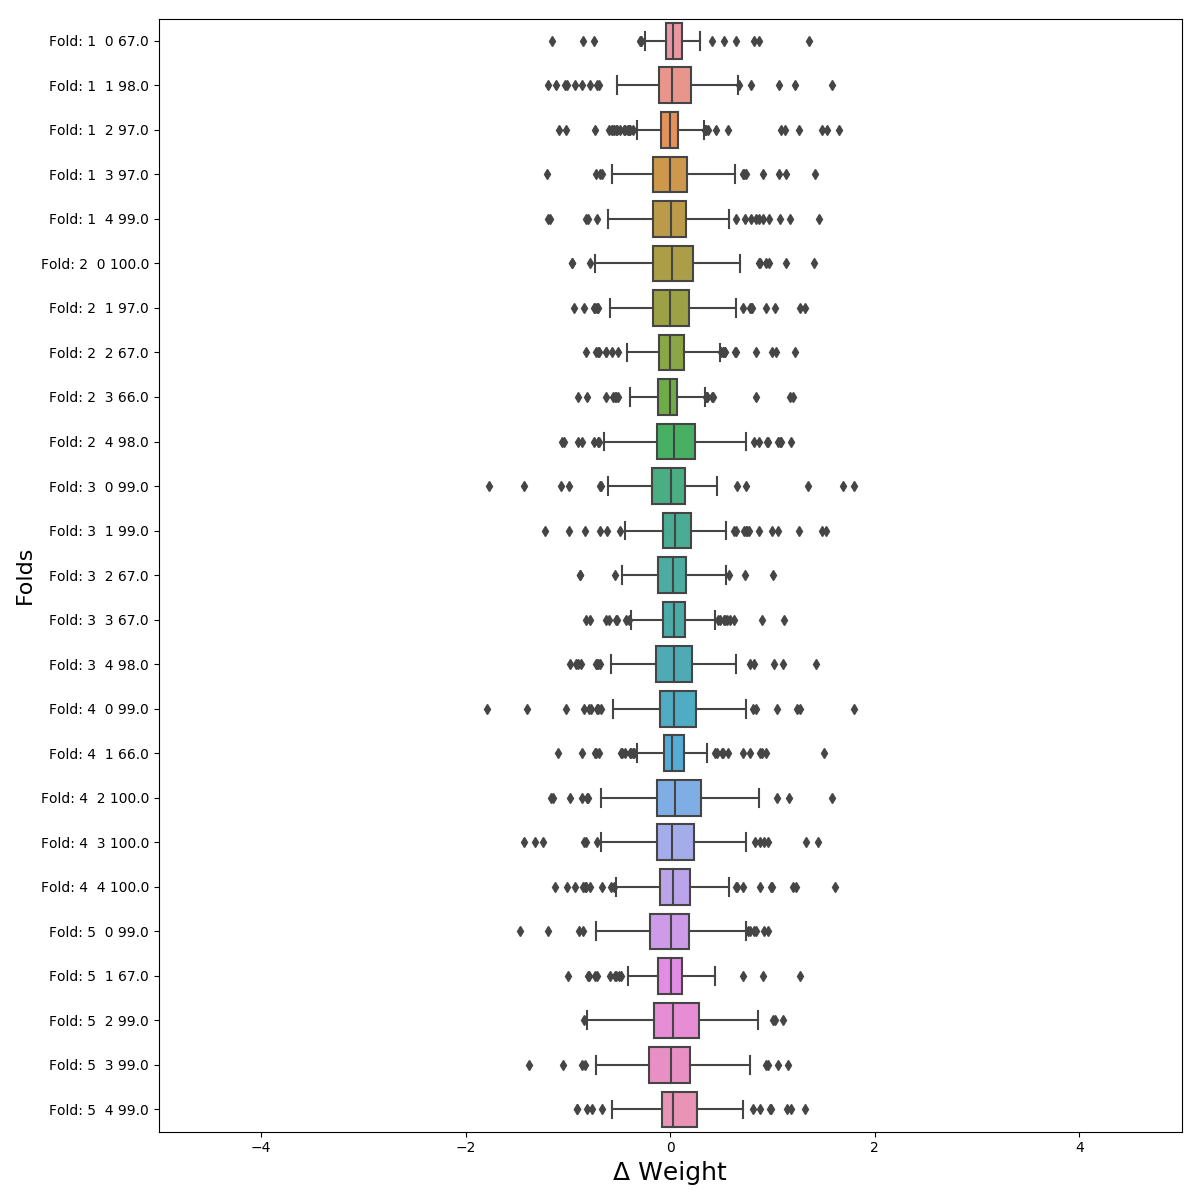 Fold: 1  0 67.0
Fold: 1  1 98.0
Fold: 1  2 97.0
Fold: 1  3 97.0
Fold: 1  4 99.0
Fold: 2  0 100.0
Fold: 2  1 97.0
Fold: 2  2 67.0
Fold: 2  3 66.0
Fold: 2  4 98.0
Fold: 3  0 99.0
Fold: 3  1 99.0
Fold: 3  2 67.0
Fold: 3  3 67.0
Fold: 3  4 98.0
Fold: 4  0 99.0
Fold: 4  1 66.0
Fold: 4  2 100.0
Fold: 4  3 100.0
Fold: 4  4 100.0
Fold: 5  0 99.0
Fold: 5  1 67.0
Fold: 5  2 99.0
Fold: 5  3 99.0
Fold: 5  4 99.0
Folds
−4 −2 0 2 4
Δ Weight